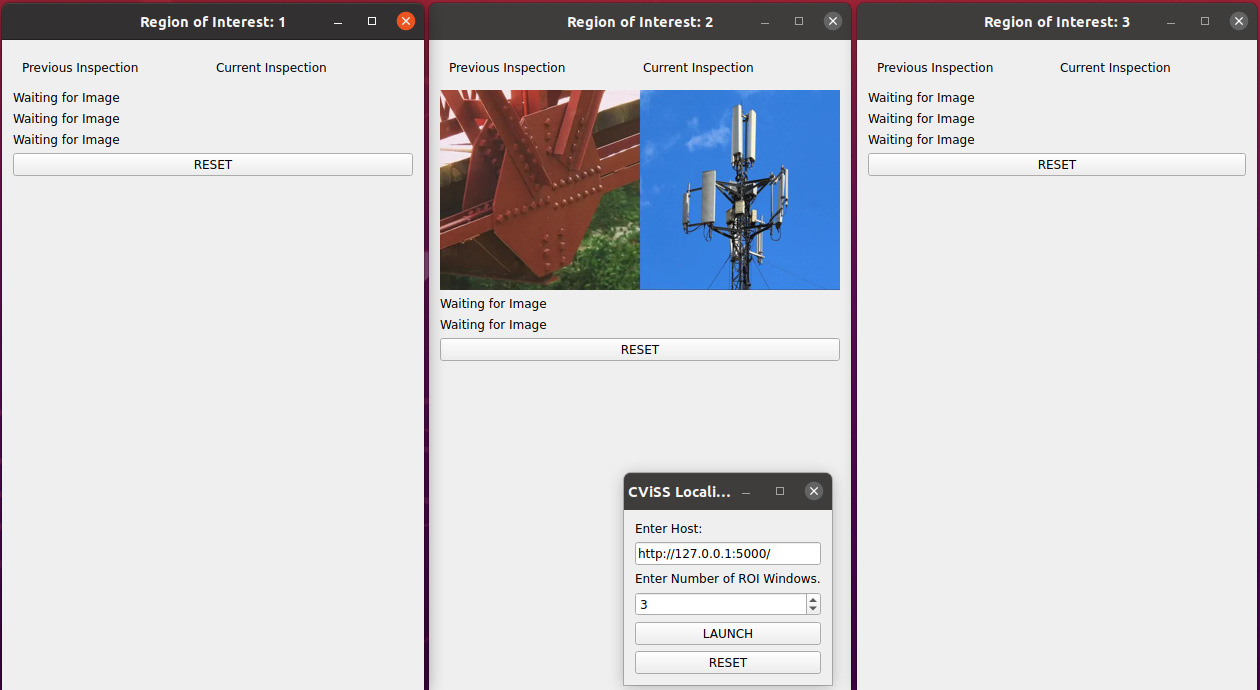 Region of Interest: 1
Previous Inspection Current Inspection
Waiting for Image
Waiting for Image
Waiting for Image
RESET
Region of Interest: 2
Previous Inspection Current Inspection
Waiting for Image
Waiting for Image
RESET
Region of Interest: 3
Previous Inspection Current Inspection
Waiting for Image
Waiting for Image
Waiting for Image
RESET
CViSS Locali...
Enter Host:
http://127.0.0.1:5000/
Enter Number of ROI Windows.
3
LAUNCH
RESET